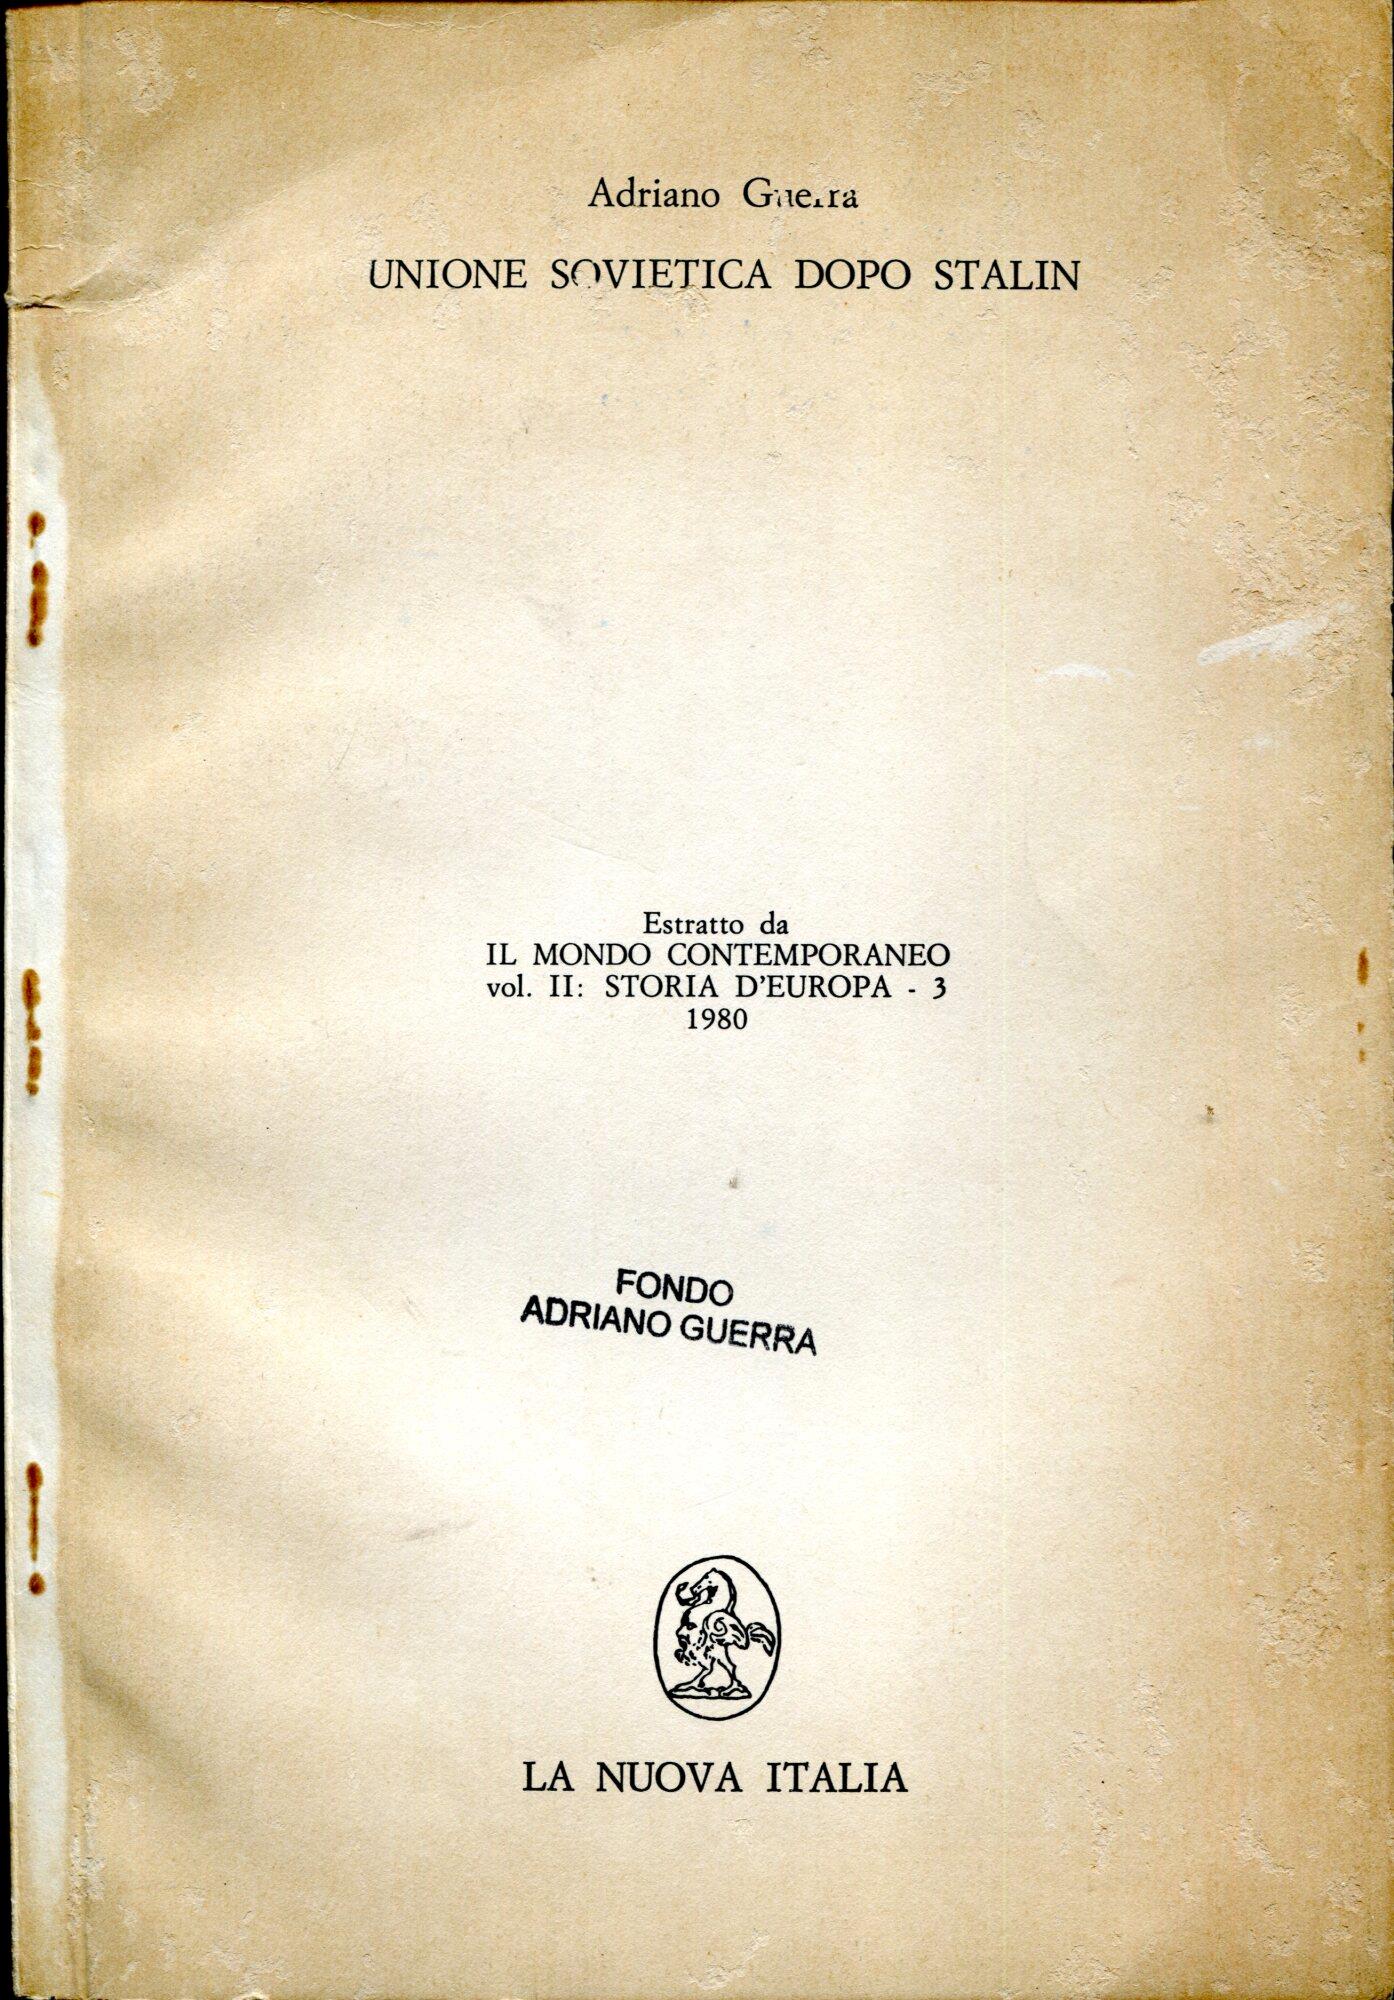 Adriano Guerra
UNIONE SOVIETICA DOPO STALIN
Estratto da
IL MONDO CONTEMPORANEO
vol. II: STORIA D'EUROPA - 3
1980
FONDO
ADRIANO GUERRA
LA NUOVA ITALIA